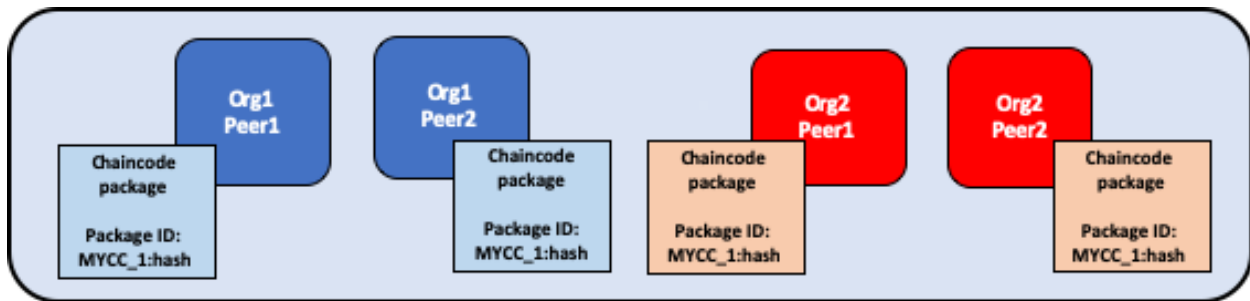 Org1
Peer1
Org1
Peer2
Org2
Peer1
Org2
Peer2
Chaincode
package
Package ID:
MYCC_1:hash
Chaincode
package
Package ID:
MYCC_1:hash
Chaincode
package
Package ID:
MYCC_1:hash
Chaincode
package
Package ID:
MYCC_1:hash